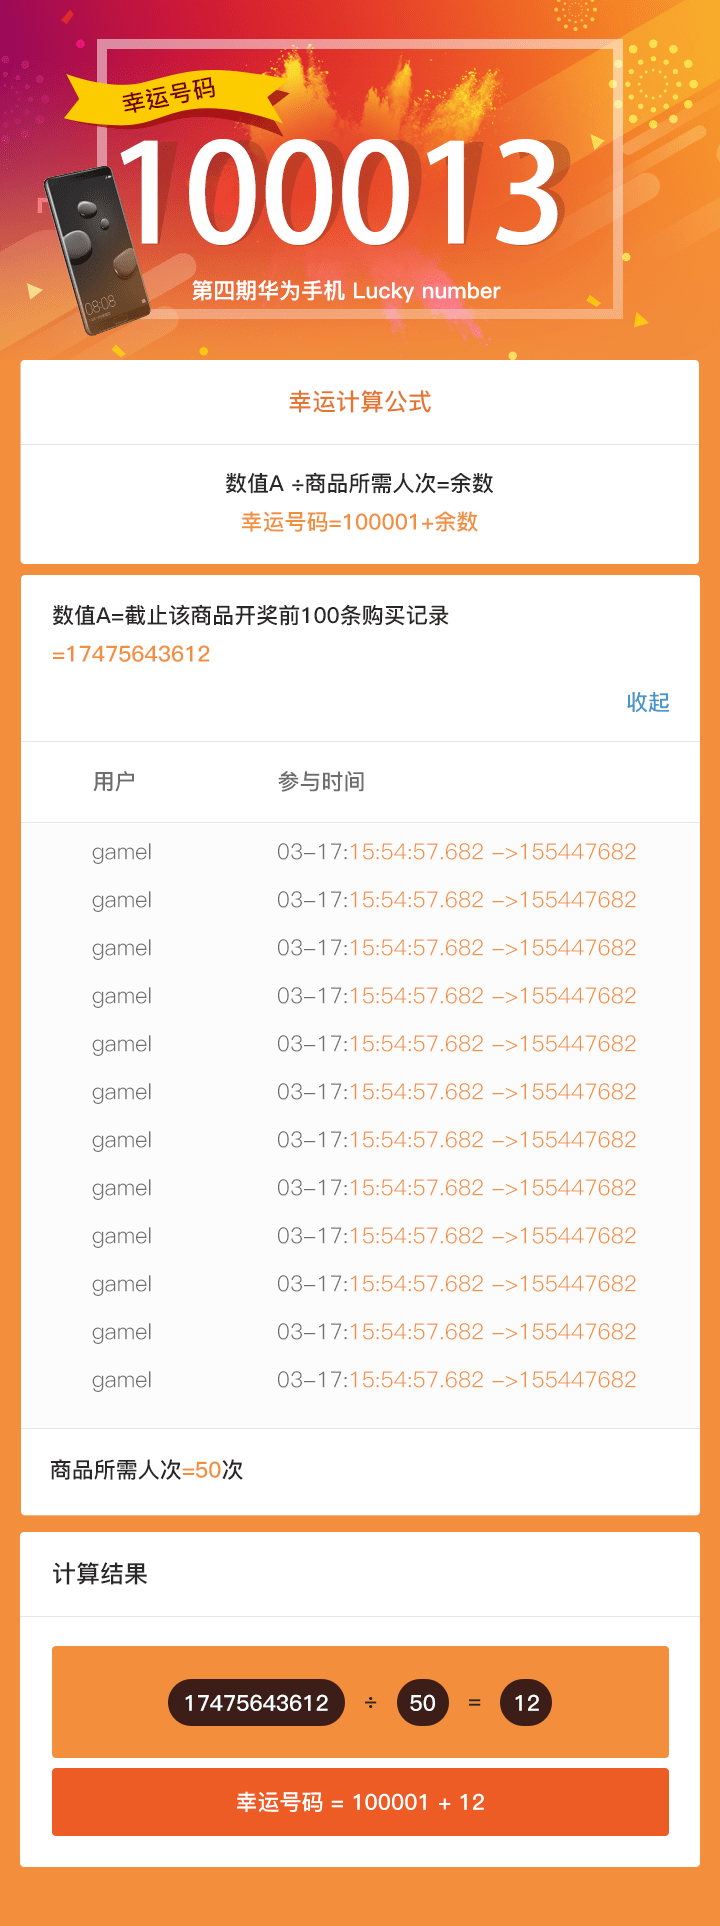 幸运号码
100013
08:08
第四期华为手机 Lucky number
幸运计算公式
数值A ÷商品所需人次=余数
幸运号码=100001+余数
数值A=截止该商品开奖前100条购买记录
=17475643612
收起
用户 参与时间
gamel 03-17:15:54:57.682 ->155447682
gamel 03-17:15:54:57.682 ->155447682
gamel 03-17:15:54:57.682 ->155447682
gamel 03-17:15:54:57.682 ->155447682
gamel 03-17:15:54:57.682 ->155447682
gamel 03-17:15:54:57.682 ->155447682
gamel 03-17:15:54:57.682 ->155447682
gamel 03-17:15:54:57.682 ->155447682
gamel 03-17:15:54:57.682 ->155447682
gamel 03-17:15:54:57.682 ->155447682
gamel 03-17:15:54:57.682 ->155447682
gamel 03-17:15:54:57.682 ->155447682
商品所需人次=50次
计算结果
17475643612 ÷ 50 = 12
幸运号码 = 100001 + 12